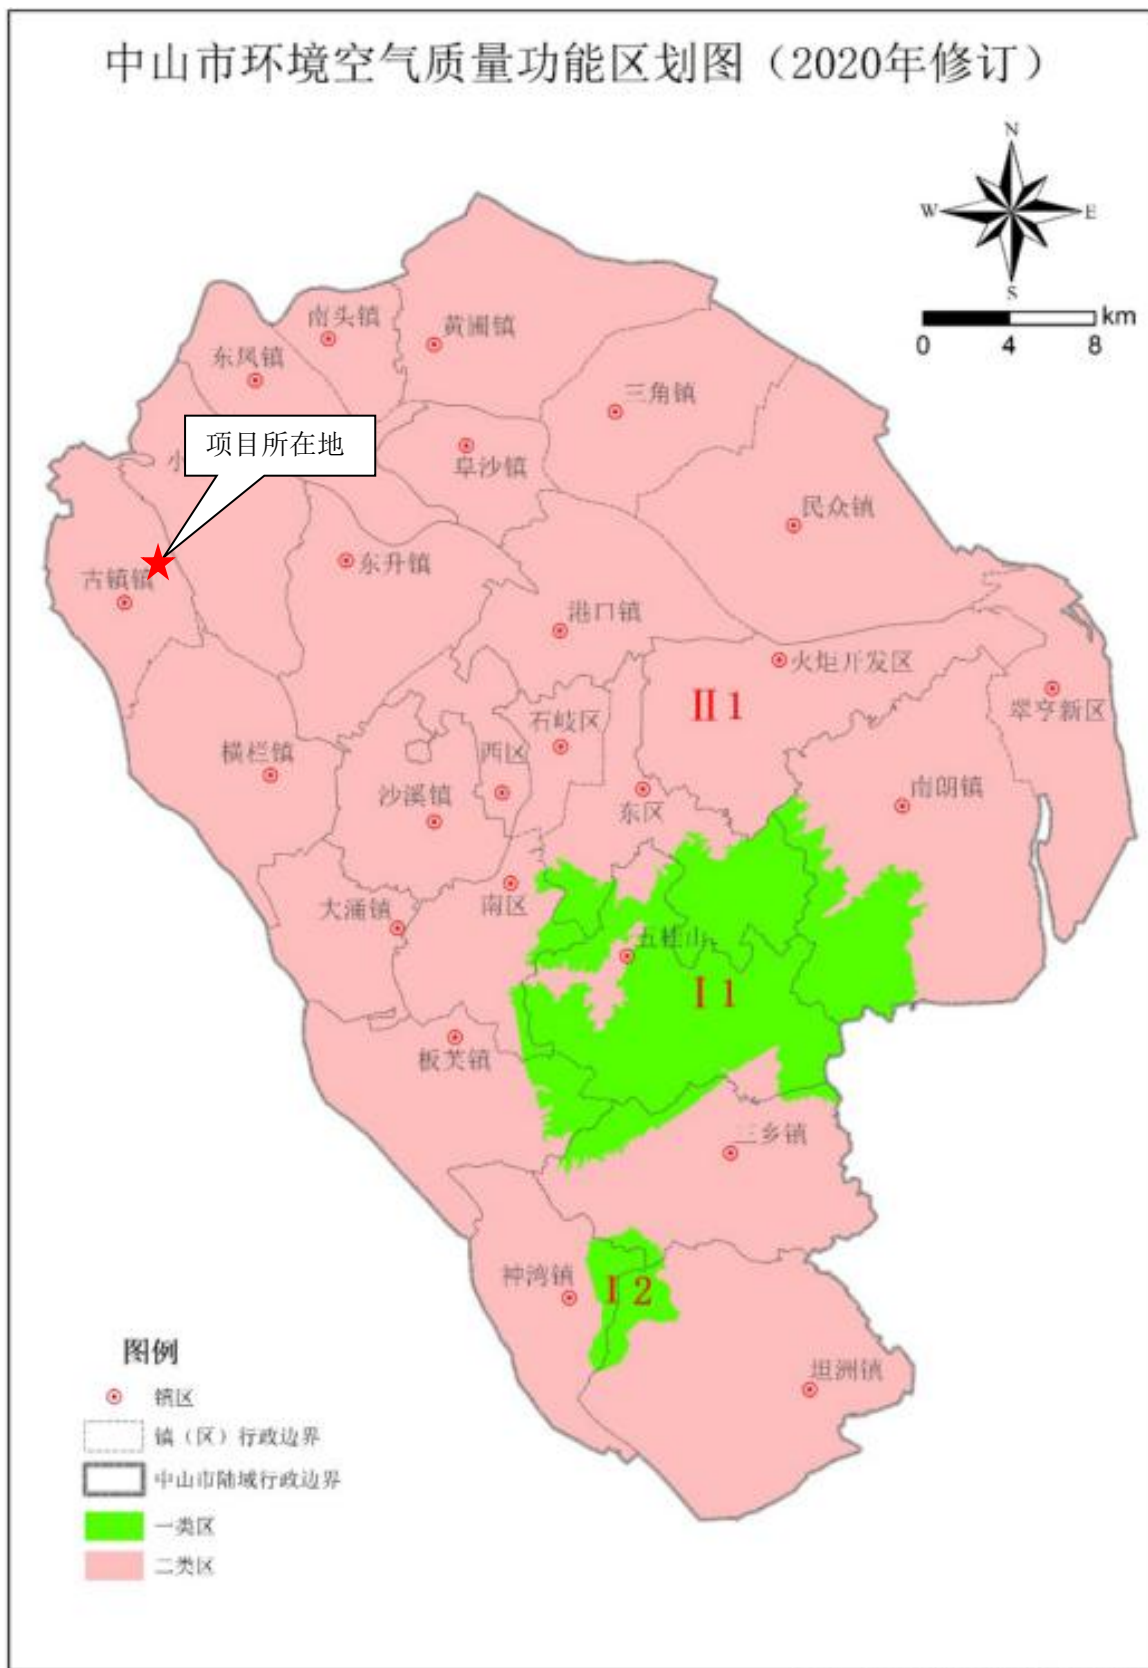 中山市环境空气质量功能区划图（2020年修订）
N
W
E
S
km
0 4 8
南头镇
黄圃镇
东凤镇
三角镇
项目所在地
小
阜沙镇
民众镇
东升镇
古镇镇
港口镇
火炬开发区
II 1
翠亨新区
石岐区
横栏镇
西区
沙溪镇
南朗镇
东区
南区
大涌镇
五桂山
I 1
板芙镇
三乡镇
神湾镇
I 2
坦洲镇
图例
镇区
镇（区）行政边界
中山市陆域行政边界
一类区
二类区